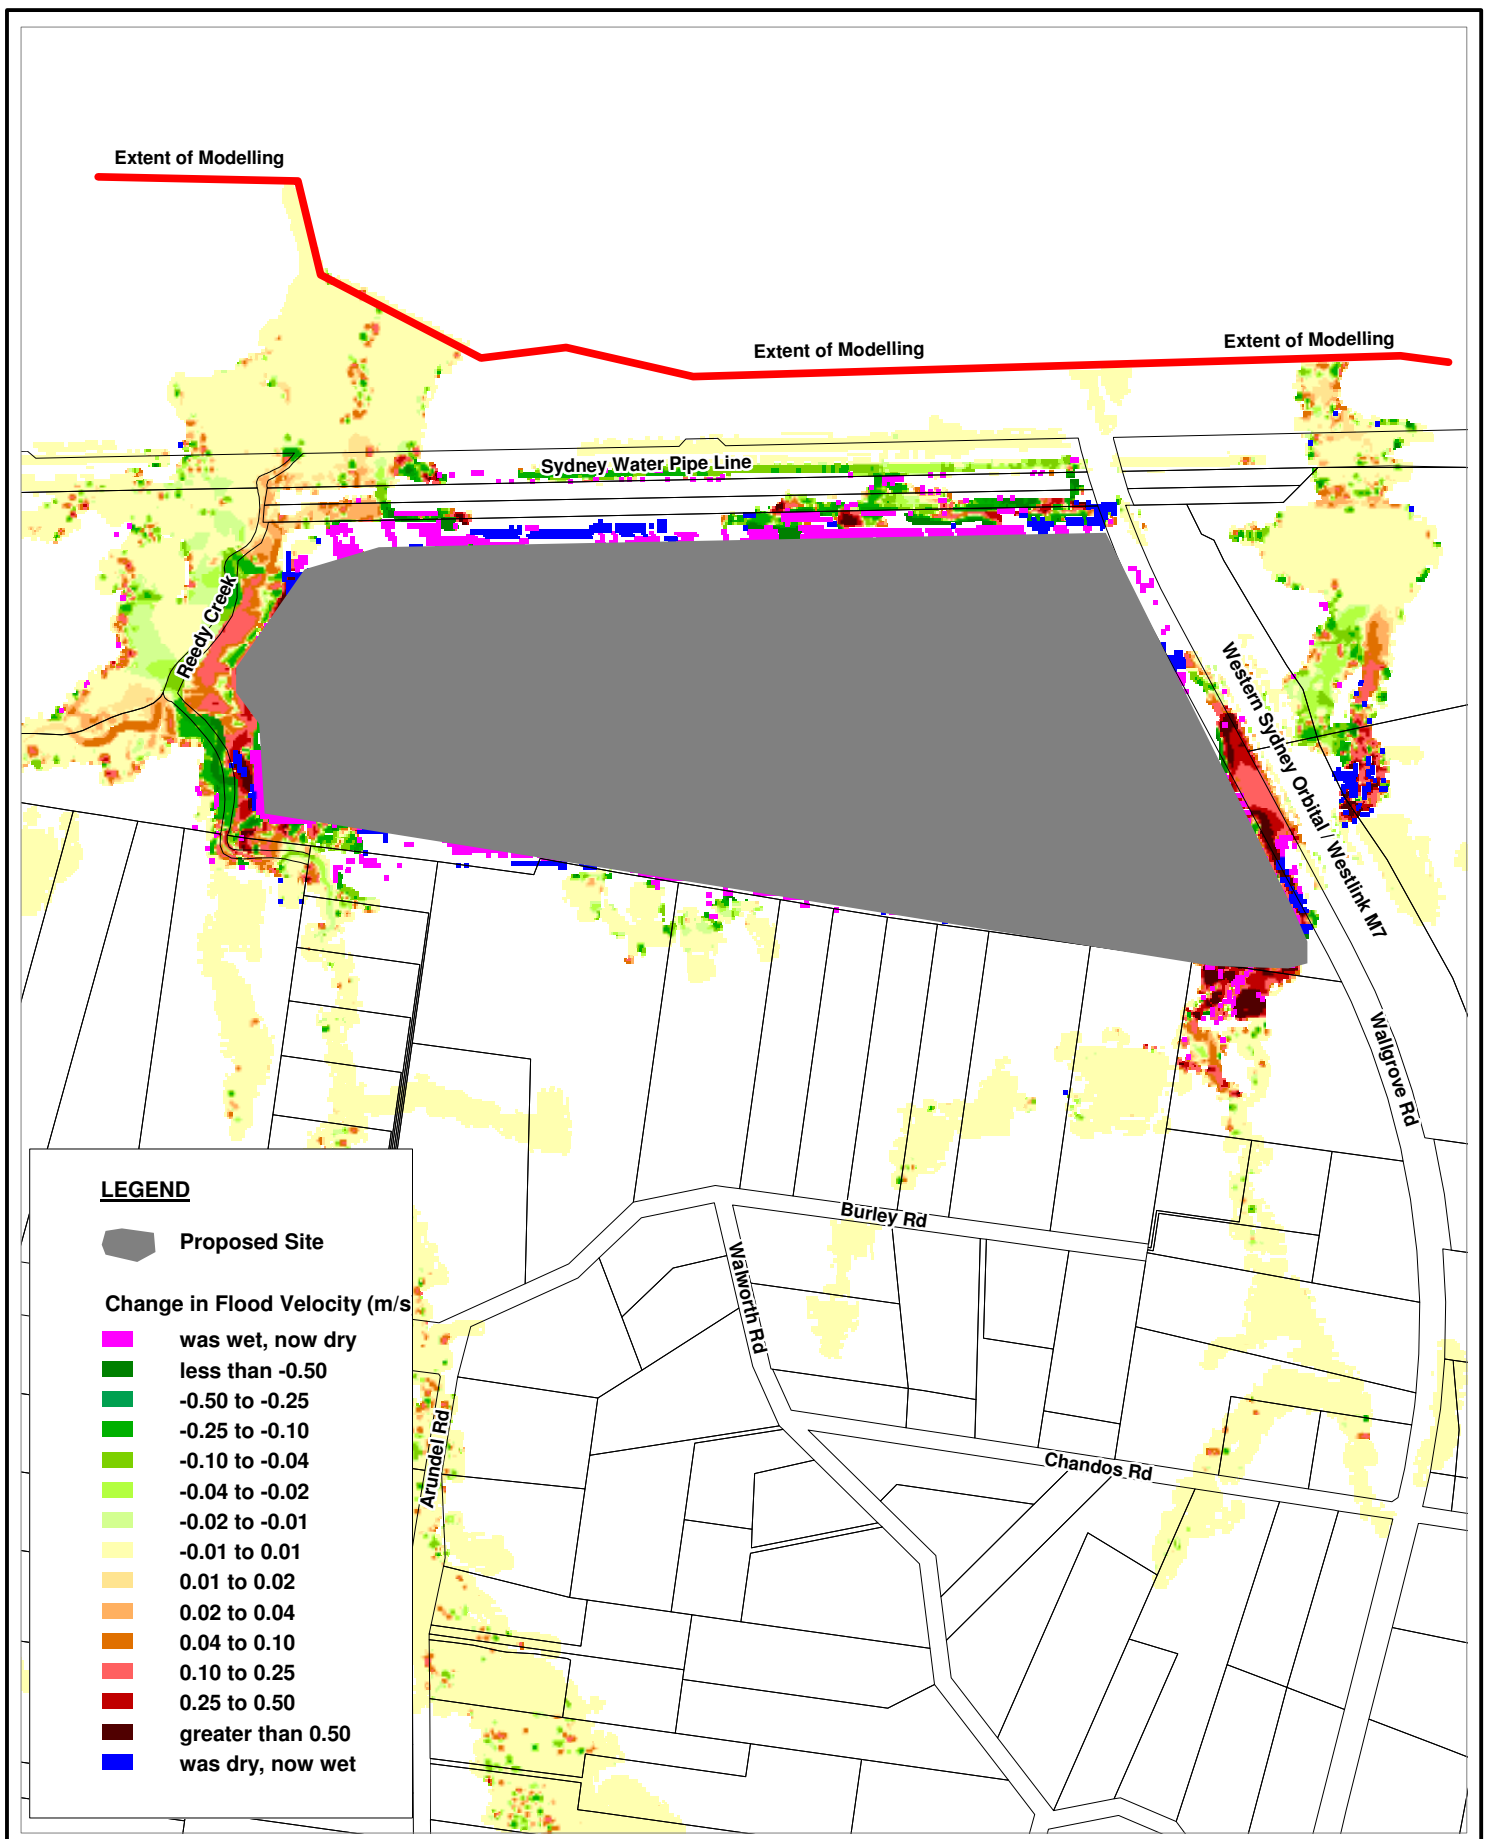 Extent of Modelling
Extent of Modelling
Extent of Modelling
Sydney Water Pipe Line
Reedy Creek
Western Sydney Orbital / Westlink M7
Wallgrove Rd
Burley Rd
Walworth Rd
Chandos Rd
Arundel Rd
LEGEND
Proposed Site
Change in Flood Velocity (m/s
was wet, now dry
less than -0.50
-0.50 to -0.25
-0.25 to -0.10
-0.10 to -0.04
-0.04 to -0.02
-0.02 to -0.01
-0.01 to 0.01
0.01 to 0.02
0.02 to 0.04
0.04 to 0.10
0.10 to 0.25
0.25 to 0.50
greater than 0.50
was dry, now wet